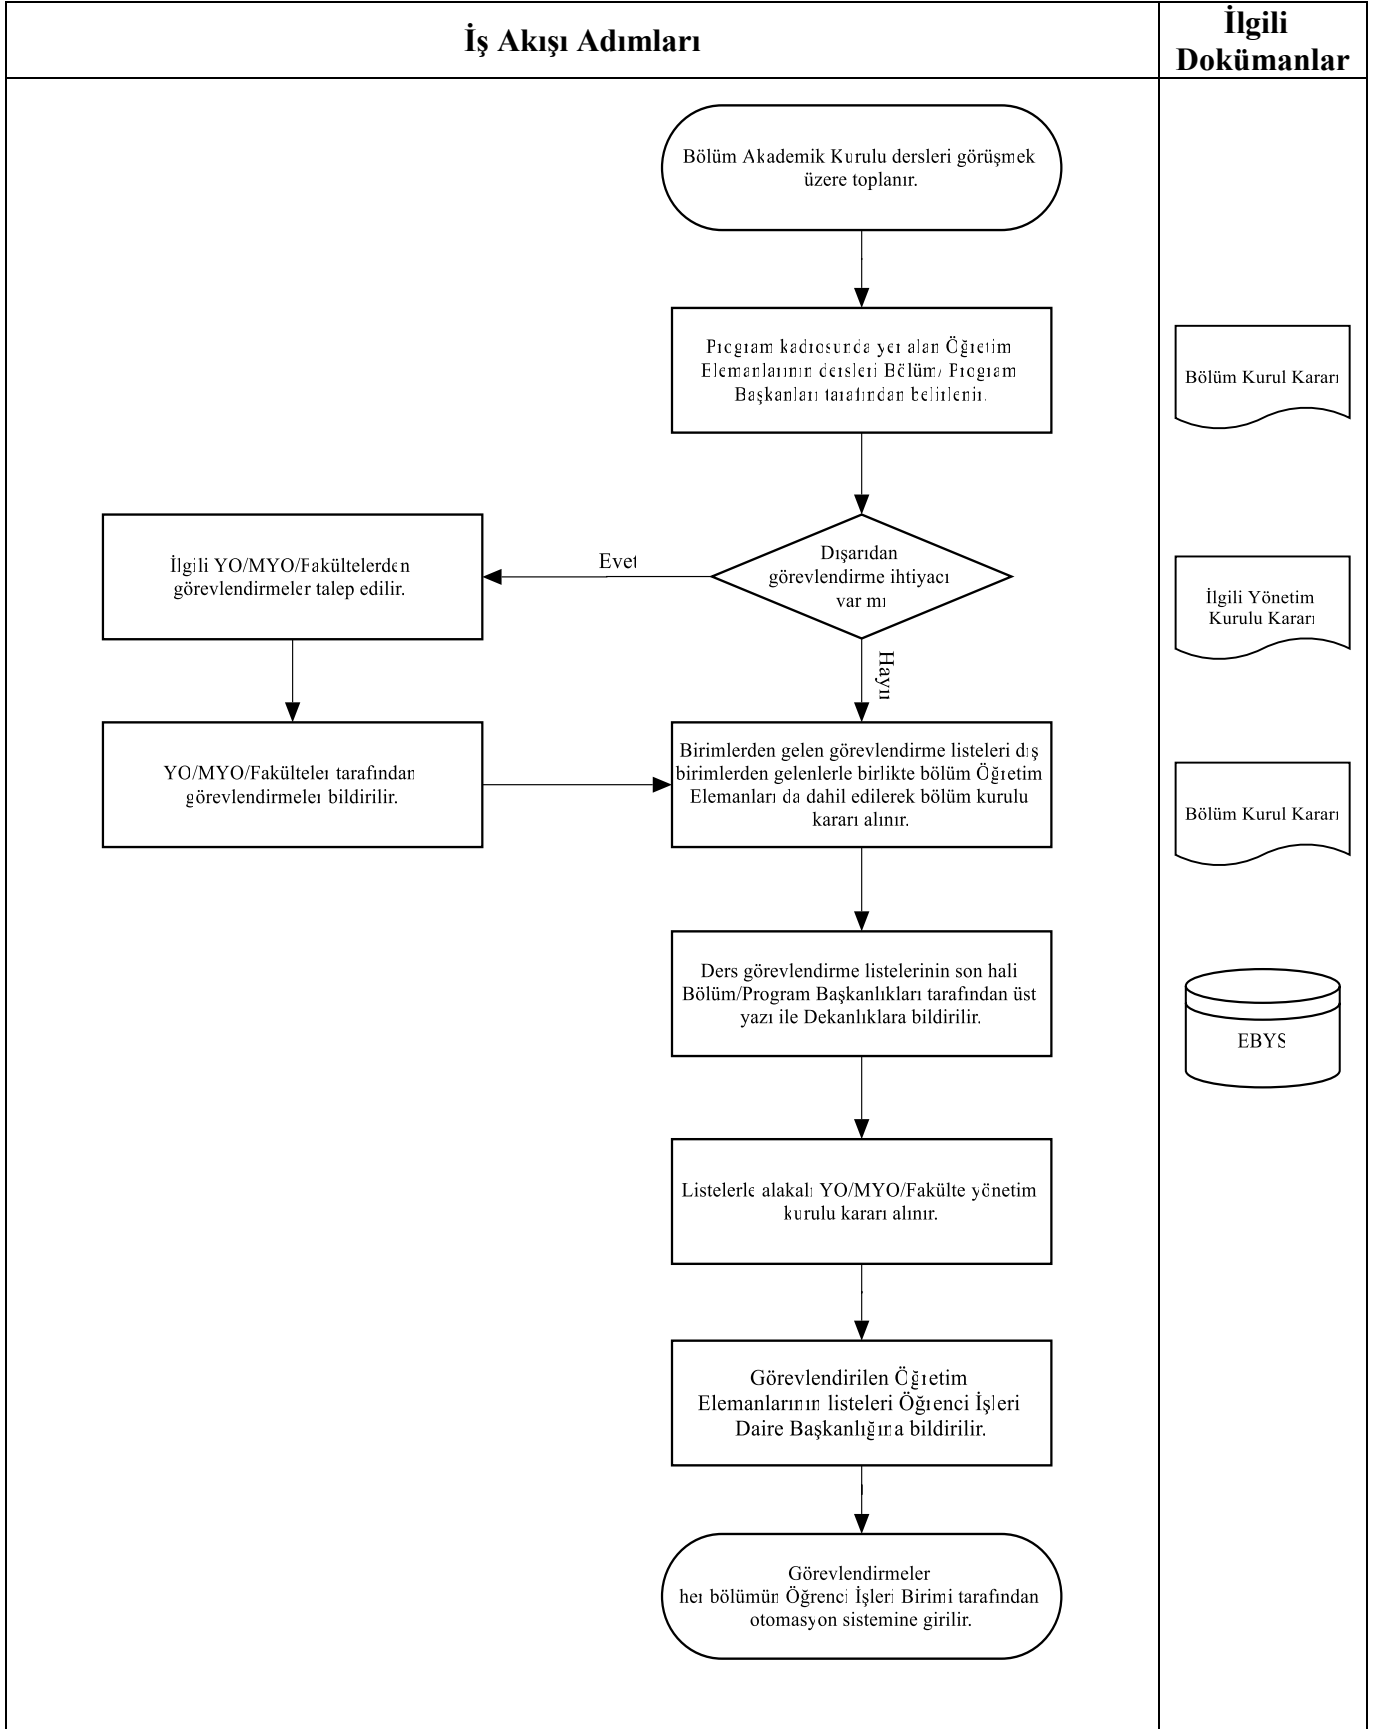 İş Akışı Adımları
İlgili
Dokümanlar
Bölüm Akademik Kurulu dersleri görüşmek
üzere toplanır.
Program kadrosunda yer alan Öğretim
Elemanlarının dersleri Bölüm/ Program
Başkanları tarafından belirlenir.
Bölüm Kurul Kararı
Dışarıdan
görevlendirme ihtiyacı
var mı
Evet
Hayır
İlgili YO/MYO/Fakültelerden
görevlendirmeler talep edilir.
İlgili Yönetim
Kurulu Kararı
YO/MYO/Fakülteler tarafından
görevlendirmeler bildirilir.
Birimlerden gelen görevlendirme listeleri dış
birimlerden gelenlerle birlikte bölüm Öğretim
Elemanları da dahil edilerek bölüm kurulu
kararı alınır.
Bölüm Kurul Kararı
Ders görevlendirme listelerinin son hali
Bölüm/Program Başkanlıkları tarafından üst
yazı ile Dekanlıklara bildirilir.
EBYS
Listelerle alakalı YO/MYO/Fakülte yönetim
kurulu kararı alınır.
Görevlendirilen Öğretim
Elemanlarının listeleri Öğrenci İşleri
Daire Başkanlığına bildirilir.
Görevlendirmeler
her bölümün Öğrenci İşleri Birimi tarafından
otomasyon sistemine girilir.